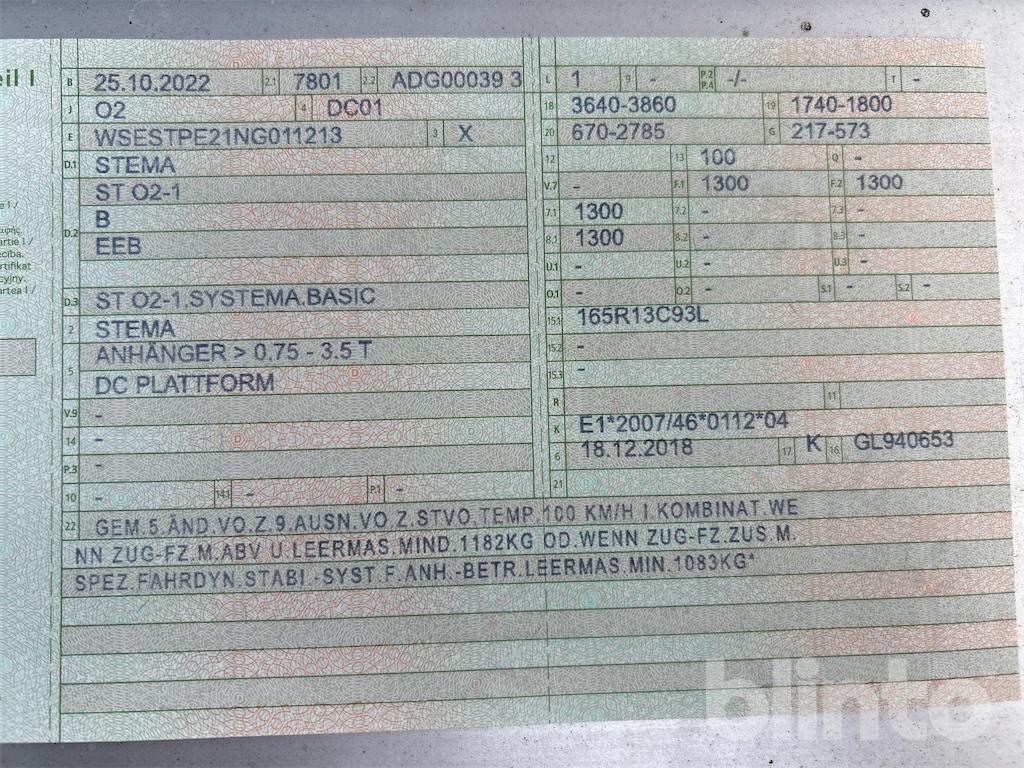 eil I
B 25.10.2022 2.1 7801 2.2 ADG00039 3 L 1 9 - P.2 P.4 -/- T -
J O2 4 DC01 18 3640-3860 19 1740-1800
E WSESTPE21NG011213 3 X 20 670-2785 G 217-573
D.1 STEMA 12 13 100 Q -
ST O2-1 V.7 - F.1 1300 F.2 1300
D.2 B 7.1 1300 7.2 - 7.3 -
EEB 8.1 1300 8.2 - 8.3 -
U.1 - U.2 - U.3 -
D.3 ST O2-1.SYSTEMA.BASIC O.1 - O.2 - S.1 - S.2 -
2 STEMA 15.1 165R13C93L
5 ANHÄNGER > 0,75 - 3,5 T 15.2 -
DC PLATTFORM 15.3 -
V.9 - R 11
14 - K E1*2007/46*0112*04
P.3 - 6 18.12.2018 17 K 16 GL940653
10 - 14.1 - P.1 - 21
22 GEM.5.ÄND.VO.Z.9.AUSN.VO Z.STVO.TEMP.100 KM/H I.KOMBINAT.WE
NN ZUG-FZ.M.ABV U.LEERMAS.MIND.1182KG OD.WENN ZUG-FZ.ZUS.M.
SPEZ.FAHRDYN.STABI.-SYST.F.ANH.-BETR.LEERMAS.MIN.1083KG*
artie I /
ecība.
rtifikat
cyjny.
artea I /
blinto